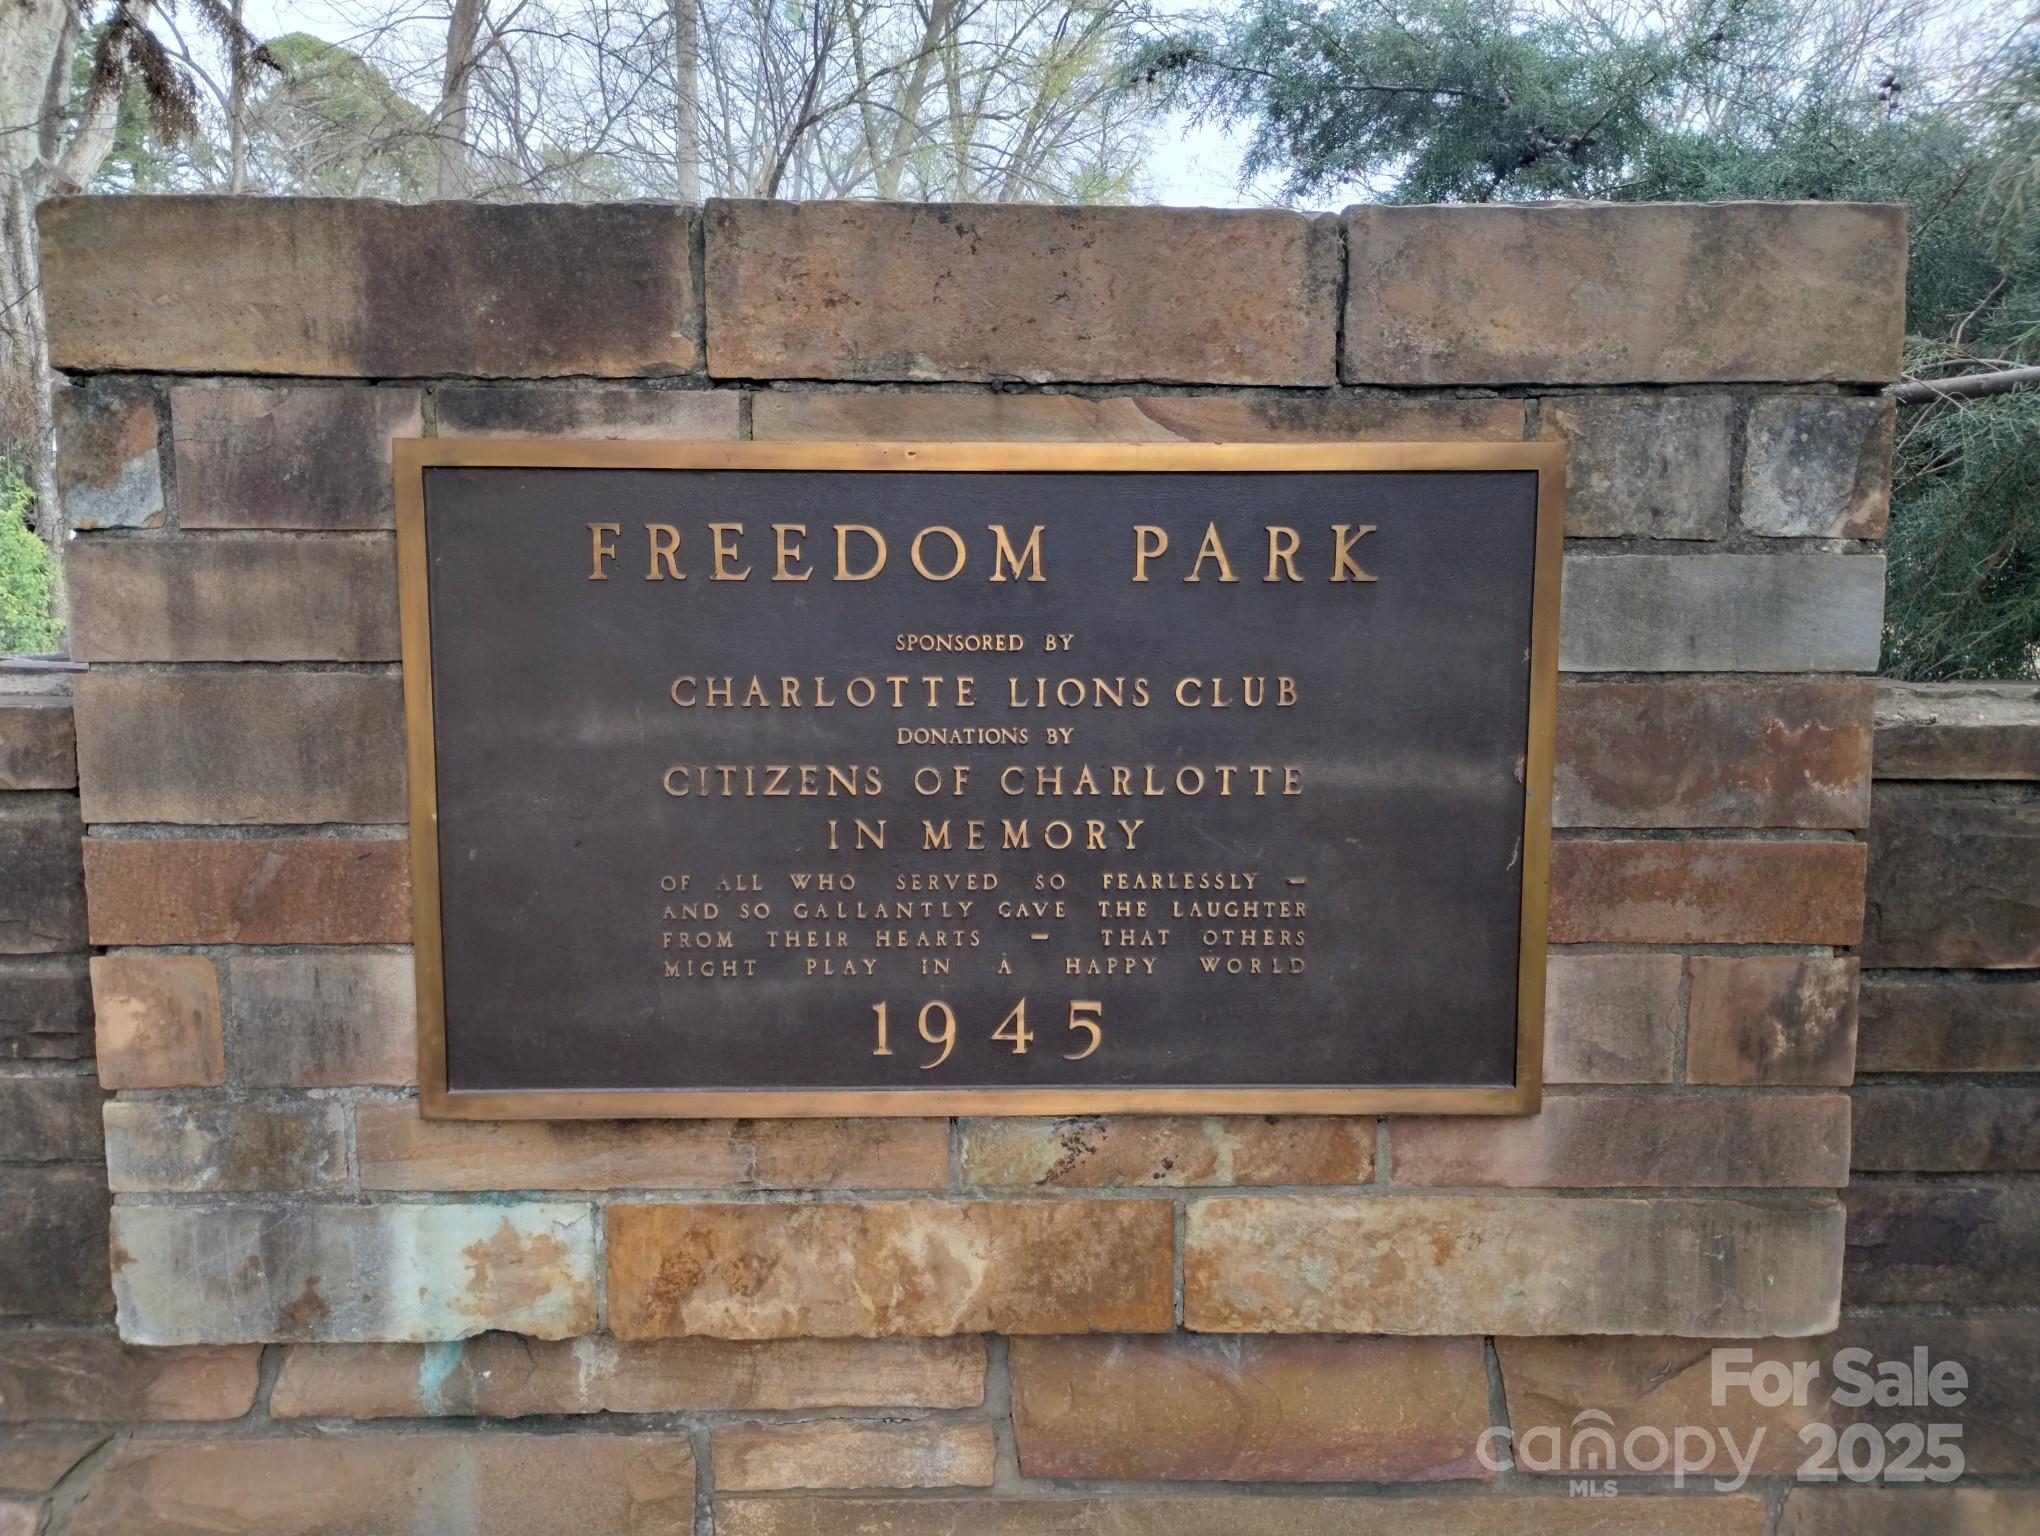 FREEDOM PARK
SPONSORED BY
CHARLOTTE LIONS CLUB
DONATIONS BY
CITIZENS OF CHARLOTTE
IN MEMORY
OF ALL WHO SERVED SO FEARLESSLY –
AND SO GALLANTLY GAVE THE LAUGHTER
FROM THEIR HEARTS – THAT OTHERS
MIGHT PLAY IN A HAPPY WORLD
1945
For Sale
canopy 2025
MLS